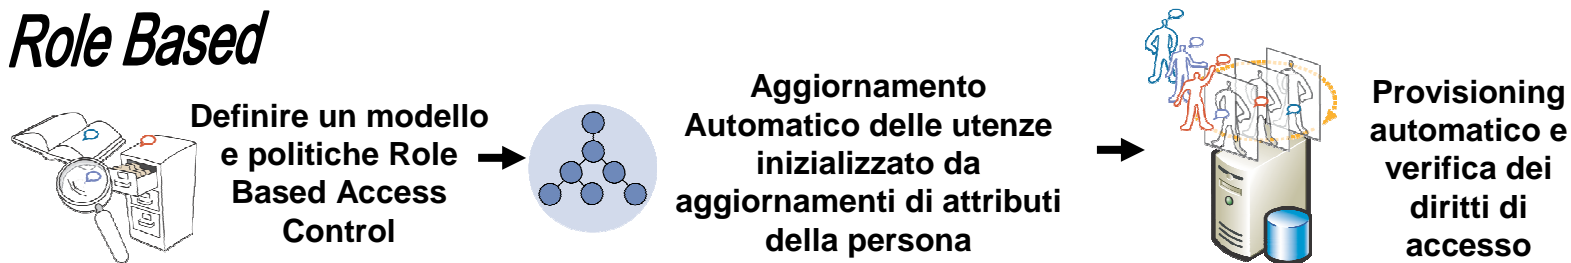 Role Based
Definire un modello
e politiche Role
Based Access
Control
Aggiornamento
Automatico delle utenze
inizializzato da
aggiornamenti di attributi
della persona
Provisioning
automatico e
verifica dei
diritti di
accesso